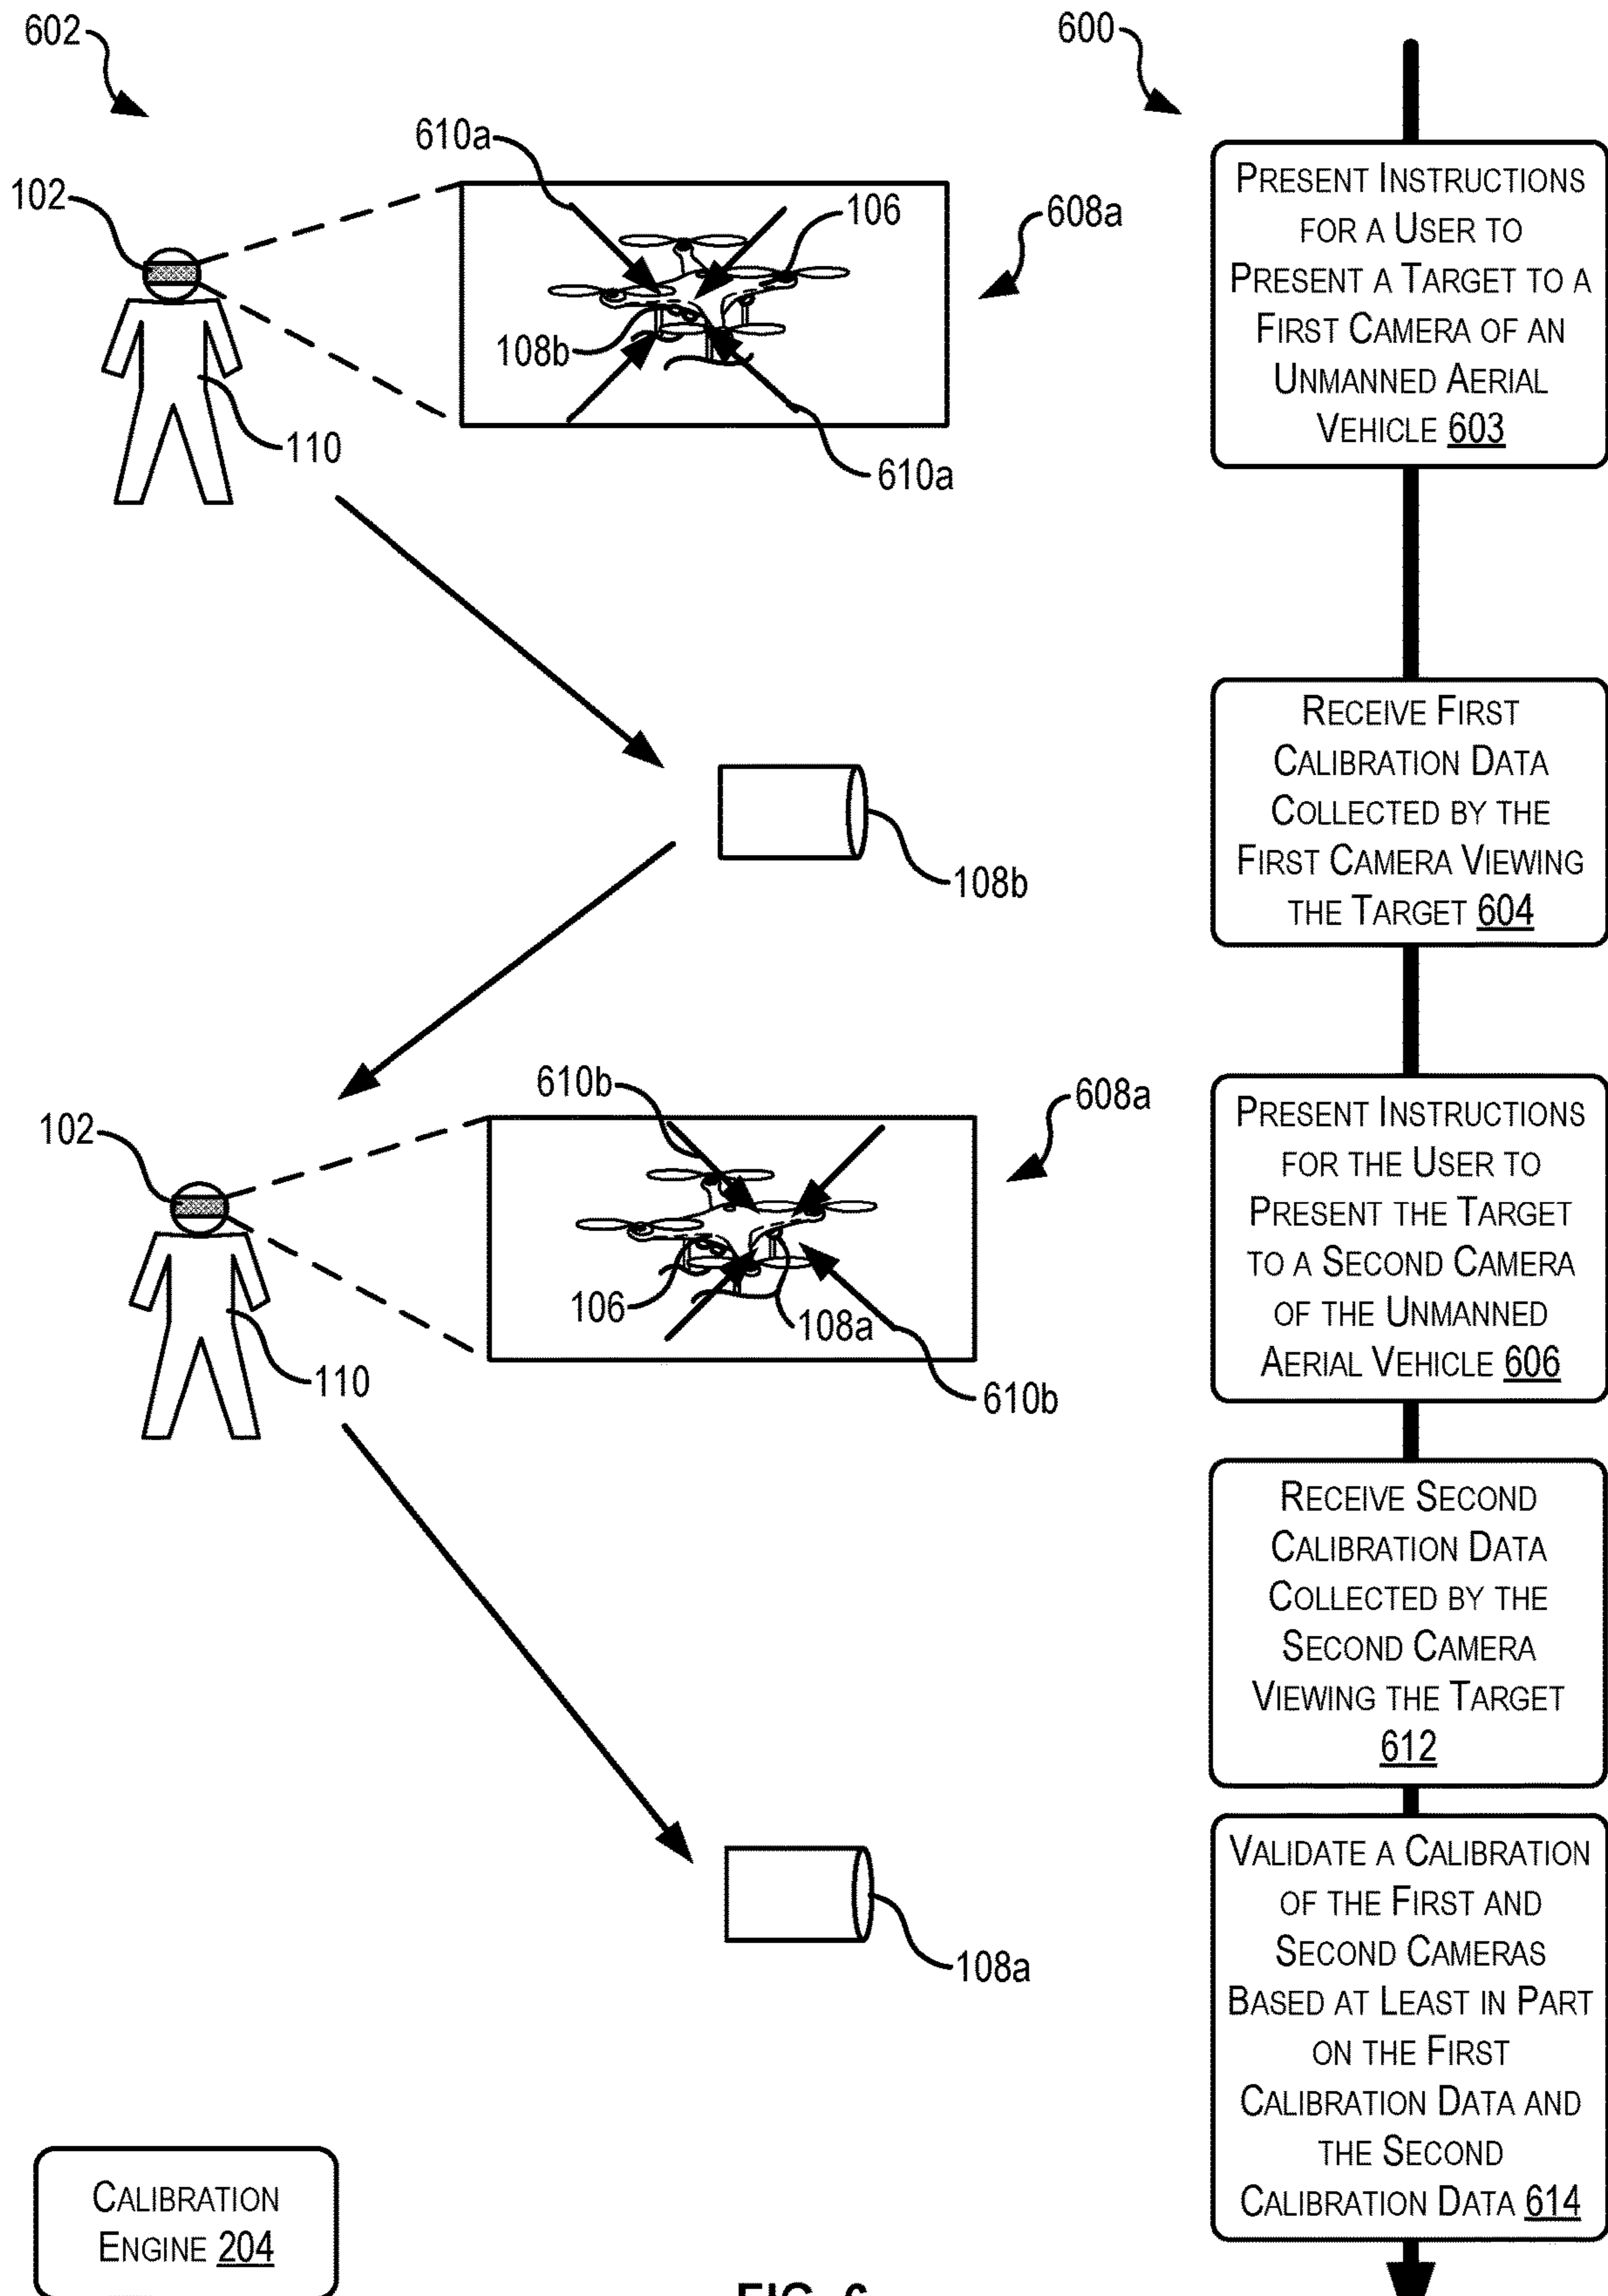 602
600
610a
102
106
608a
108b
110
610a
PRESENT INSTRUCTIONS
FOR A USER TO
PRESENT A TARGET TO A
FIRST CAMERA OF AN
UNMANNED AERIAL
VEHICLE 603
108b
RECEIVE FIRST
CALIBRATION DATA
COLLECTED BY THE
FIRST CAMERA VIEWING
THE TARGET 604
610b
608a
102
106
108a
110
610b
PRESENT INSTRUCTIONS
FOR THE USER TO
PRESENT THE TARGET
TO A SECOND CAMERA
OF THE UNMANNED
AERIAL VEHICLE 606
RECEIVE SECOND
CALIBRATION DATA
COLLECTED BY THE
SECOND CAMERA
VIEWING THE TARGET
612
108a
VALIDATE A CALIBRATION
OF THE FIRST AND
SECOND CAMERAS
BASED AT LEAST IN PART
ON THE FIRST
CALIBRATION DATA AND
THE SECOND
CALIBRATION DATA 614
CALIBRATION
ENGINE 204
FIG. 6